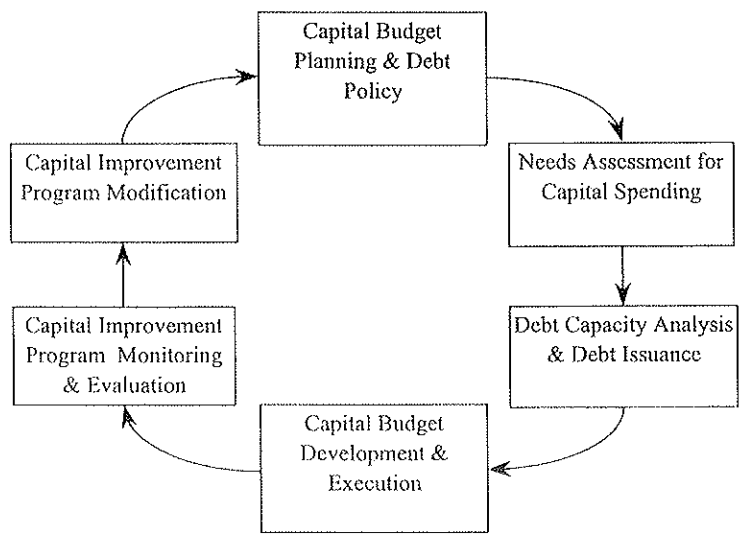 Capital Budget
Planning & Debt
Policy
Needs Assessment for
Capital Spending
Debt Capacity Analysis
& Debt Issuance
Capital Budget
Development &
Execution
Capital Improvement
Program Monitoring
& Evaluation
Capital Improvement
Program Modification